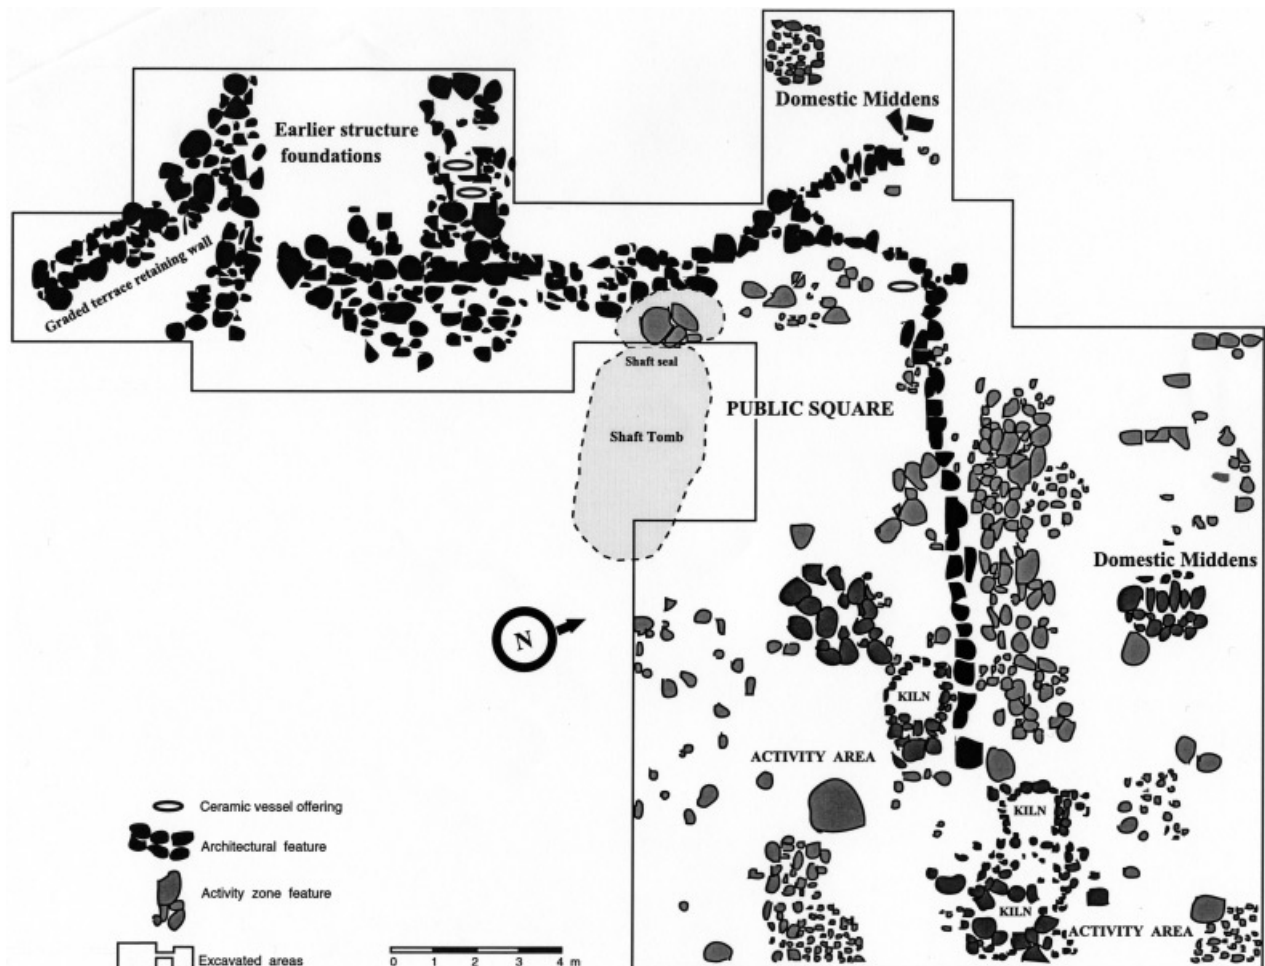 Domestic Middens
Earlier structure
foundations
Graded terrace retaining wall
Shaft seal
PUBLIC SQUARE
Shaft Tomb
Domestic Middens
N
KILN
ACTIVITY AREA
KILN
KILN
ACTIVITY AREA
Ceramic vessel offering
Architectural feature
Activity zone feature
Excavated areas
0 1 2 3 4 m